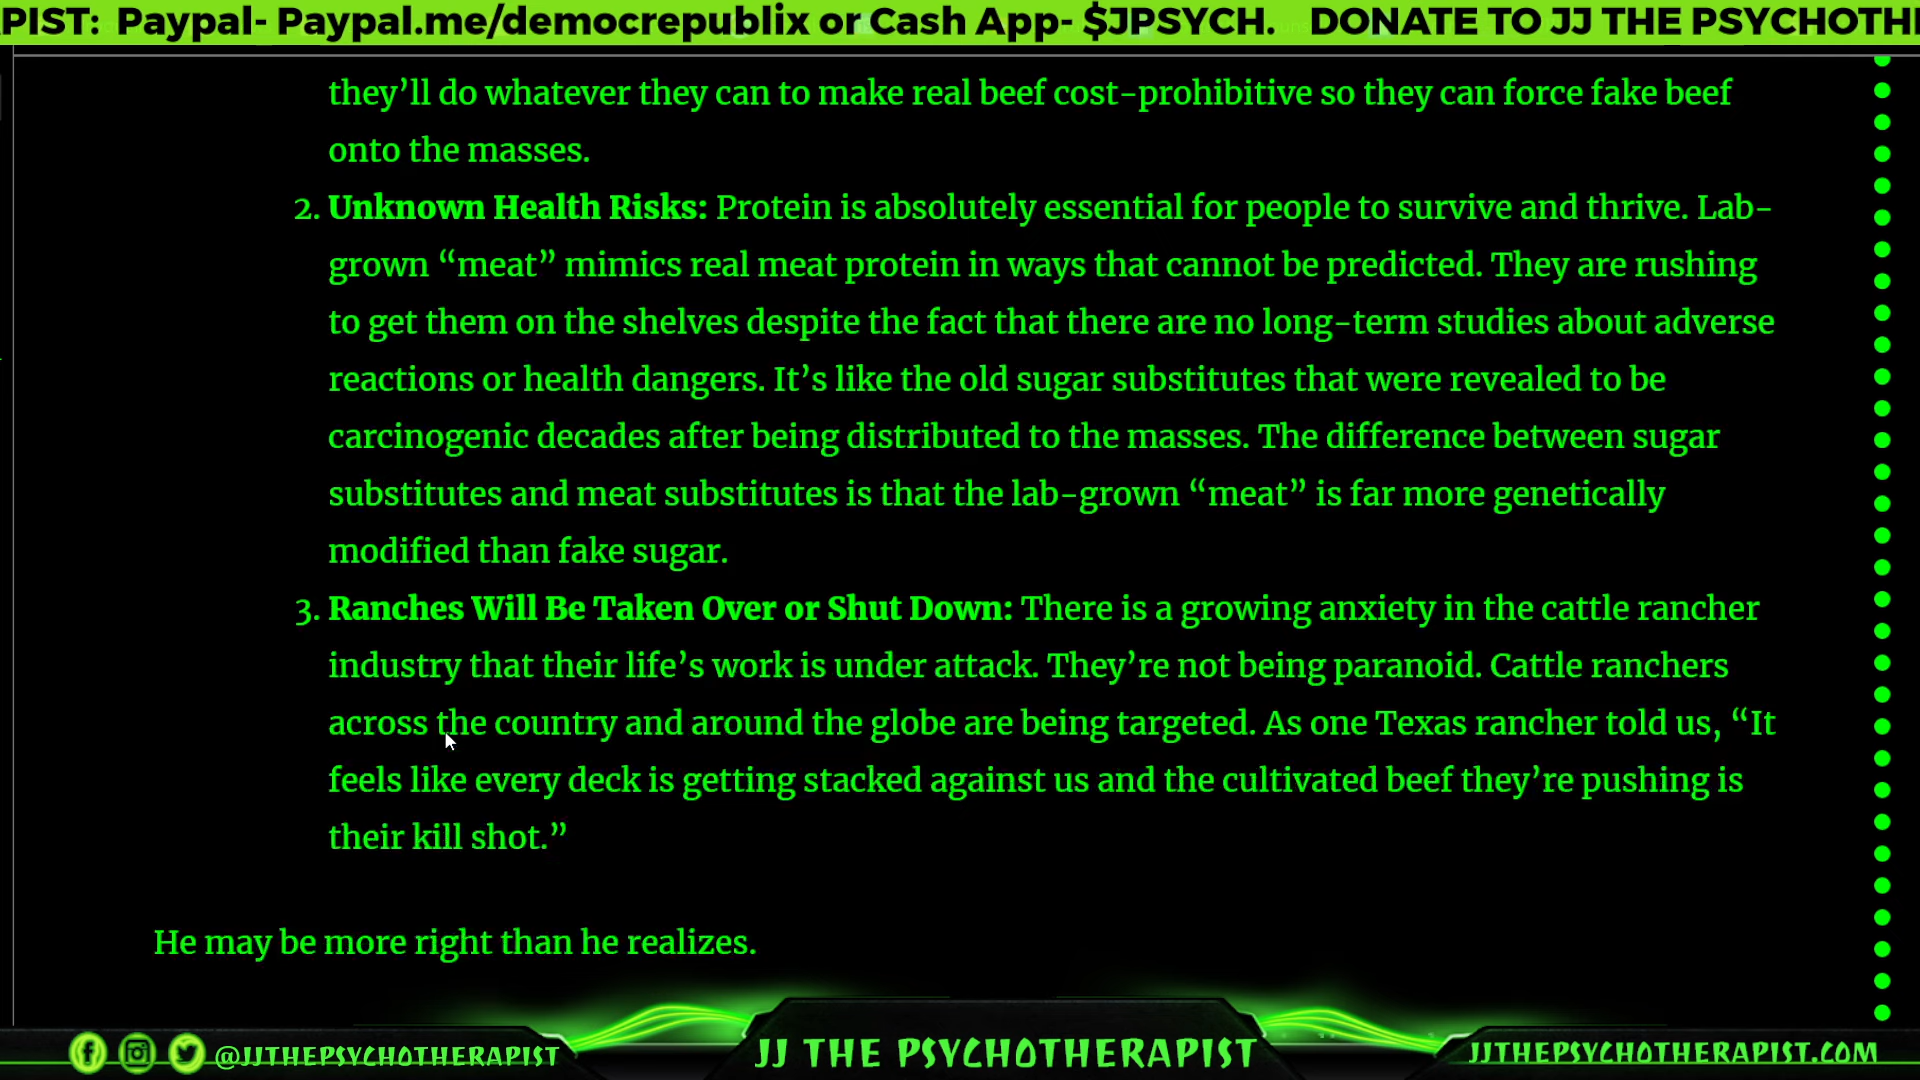 PIST: Paypal- Paypal.me/democrepublix or Cash App- $JPSYCH. DONATE TO JJ THE PSYCHOTH
they’ll do whatever they can to make real beef cost-prohibitive so they can force fake beef
onto the masses.
2. Unknown Health Risks: Protein is absolutely essential for people to survive and thrive. Lab-
grown “meat” mimics real meat protein in ways that cannot be predicted. They are rushing
to get them on the shelves despite the fact that there are no long-term studies about adverse
reactions or health dangers. It’s like the old sugar substitutes that were revealed to be
carcinogenic decades after being distributed to the masses. The difference between sugar
substitutes and meat substitutes is that the lab-grown “meat” is far more genetically
modified than fake sugar.
3. Ranches Will Be Taken Over or Shut Down: There is a growing anxiety in the cattle rancher
industry that their life’s work is under attack. They’re not being paranoid. Cattle ranchers
across the country and around the globe are being targeted. As one Texas rancher told us, “It
feels like every deck is getting stacked against us and the cultivated beef they’re pushing is
their kill shot.”
He may be more right than he realizes.
@JJTHEPSYCHOTHERAPIST
JJ THE PSYCHOTHERAPIST
JJTHEPSYCHOTHERAPIST.COM